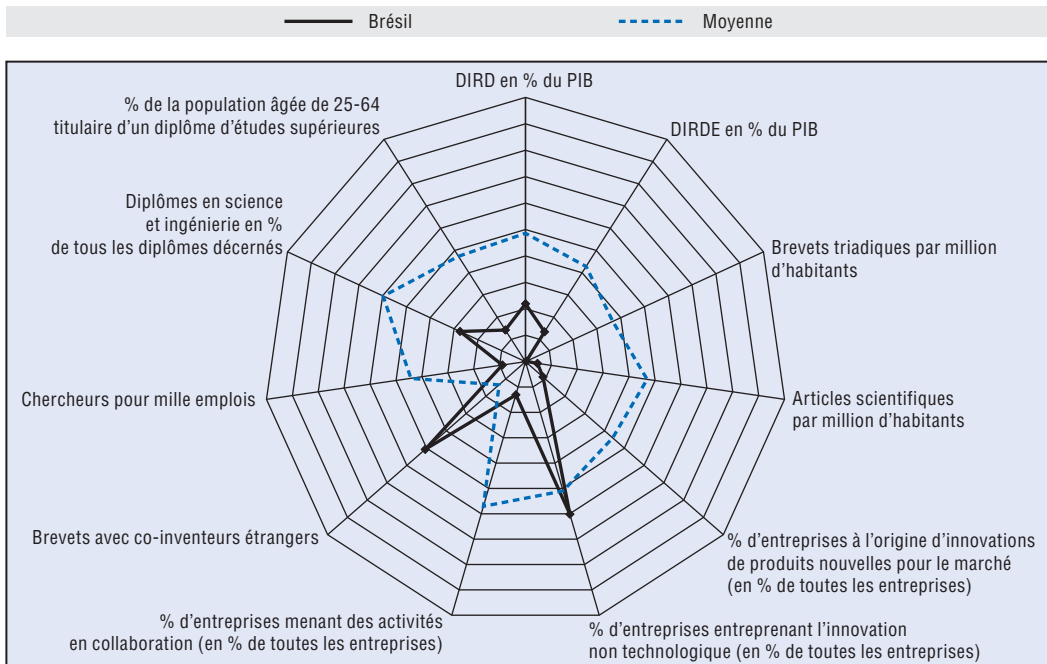 Brésil
Moyenne
DIRD en % du PIB
DIRDE en % du PIB
Brevets triadiques par million
d'habitants
Articles scientifiques
par million d'habitants
% d'entreprises à l'origine d'innovations
de produits nouvelles pour le marché
(en % de toutes les entreprises)
% d'entreprises entreprenant l'innovation
non technologique (en % de toutes les entreprises)
% d'entreprises menant des activités
en collaboration (en % de toutes les entreprises)
Brevets avec co-inventeurs étrangers
Chercheurs pour mille emplois
Diplômes en science
et ingénierie en %
de tous les diplômes décernés
% de la population âgée de 25-64
titulaire d'un diplôme d'études supérieures